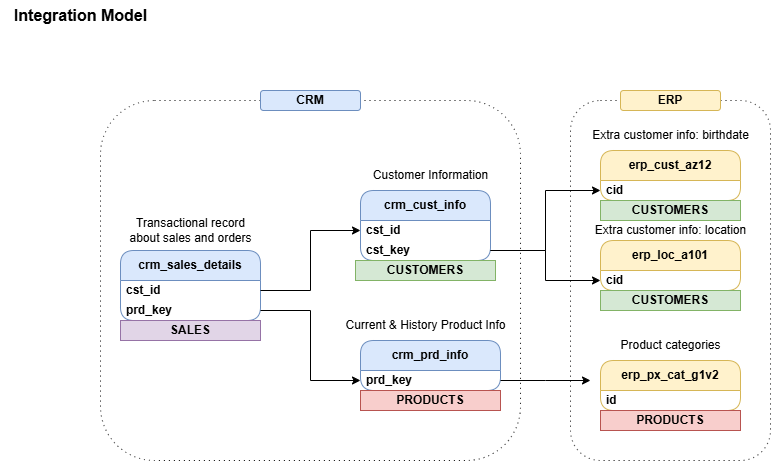 Integration Model
CRM
ERP
Transactional record
about sales and orders
crm_sales_details
cst_id
prd_key
SALES
Customer Information
crm_cust_info
cst_id
cst_key
CUSTOMERS
Current & History Product Info
crm_prd_info
prd_key
PRODUCTS
Extra customer info: birthdate
erp_cust_az12
cid
CUSTOMERS
Extra customer info: location
erp_loc_a101
cid
CUSTOMERS
Product categories
erp_px_cat_g1v2
id
PRODUCTS